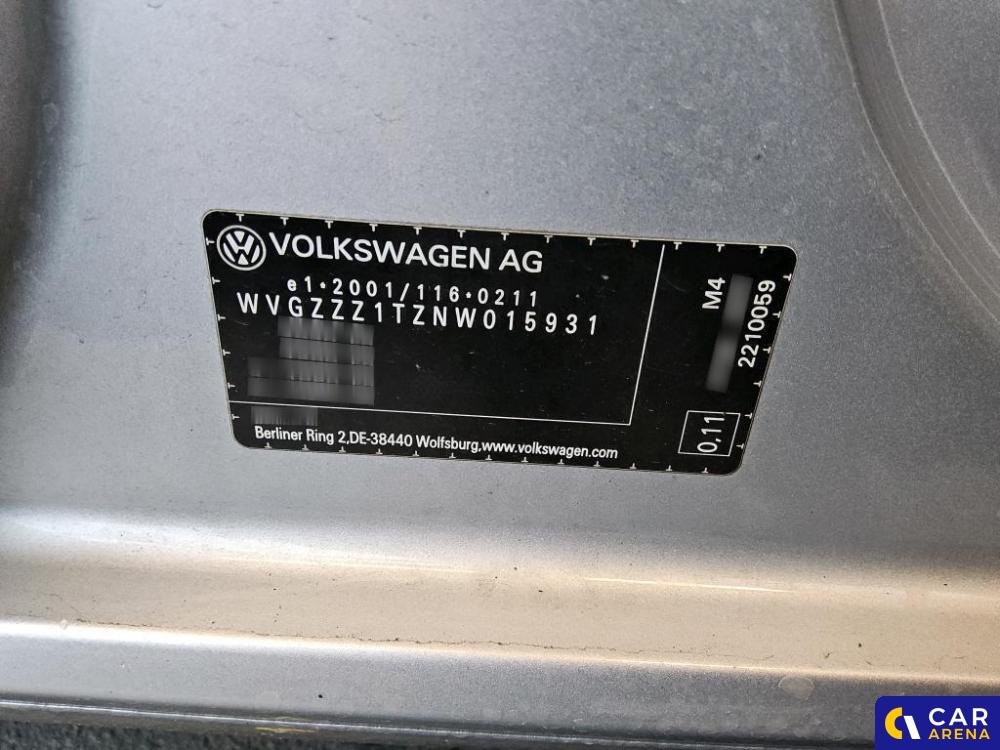 VOLKSWAGEN AG
e1*2001/116*0211
WVGZZZ1TZNW015931
Berliner Ring 2,DE-38440 Wolfsburg,www.volkswagen.com
M4
2210059
0,11
CAR
ARENA